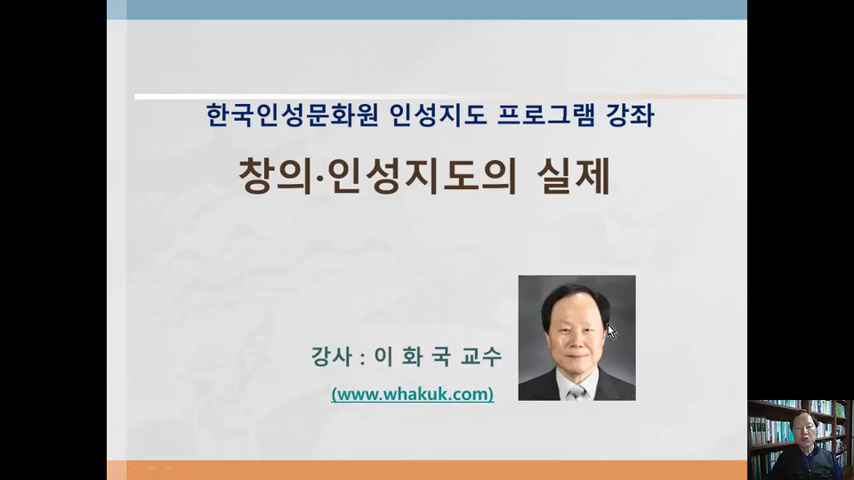 한국인성문화원 인성지도 프로그램 강좌
창의·인성지도의 실제
강사 : 이 화 국 교수
(www.whakuk.com)